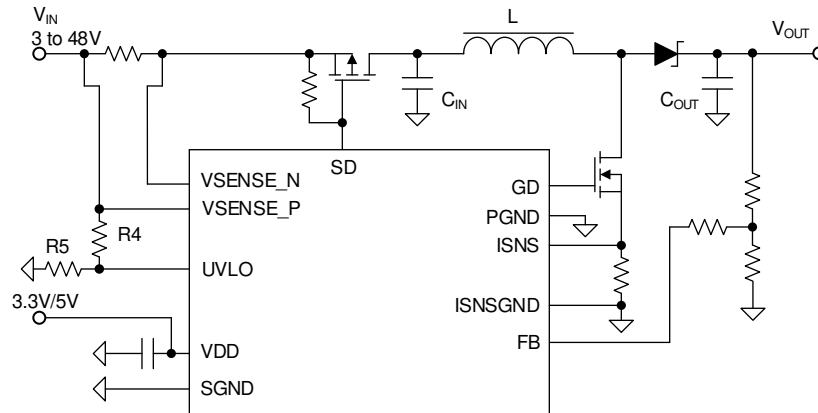 VIN
3 to 48V
L
VOUT
CIN
COUT
SD
VSENSE_N
VSENSE_P
GD
PGND
R4
R5
ISNS
UVLO
3.3V/5V
ISNSGND
VDD
FB
SGND